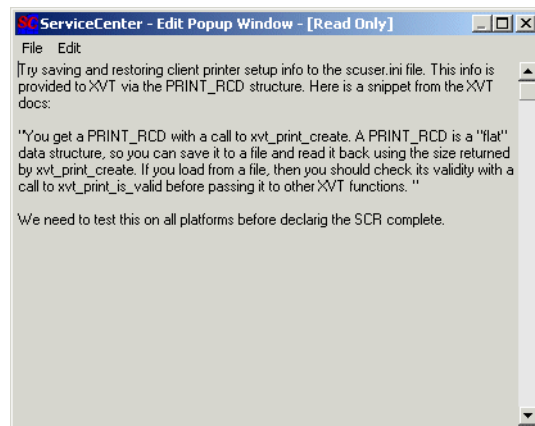 SC ServiceCenter - Edit Popup Window - [Read Only]
File Edit
Try saving and restoring client printer setup info to the scuser.ini file. This info is
provided to XVT via the PRINT_RCD structure. Here is a snippet from the XVT
docs:
"You get a PRINT_RCD with a call to xvt_print_create. A PRINT_RCD is a "flat"
data structure, so you can save it to a file and read it back using the size returned
by xvt_print_create. If you load from a file, then you should check its validity with a
call to xvt_print_is_valid before passing it to other XVT functions. "
We need to test this on all platforms before declarig the SCR complete.